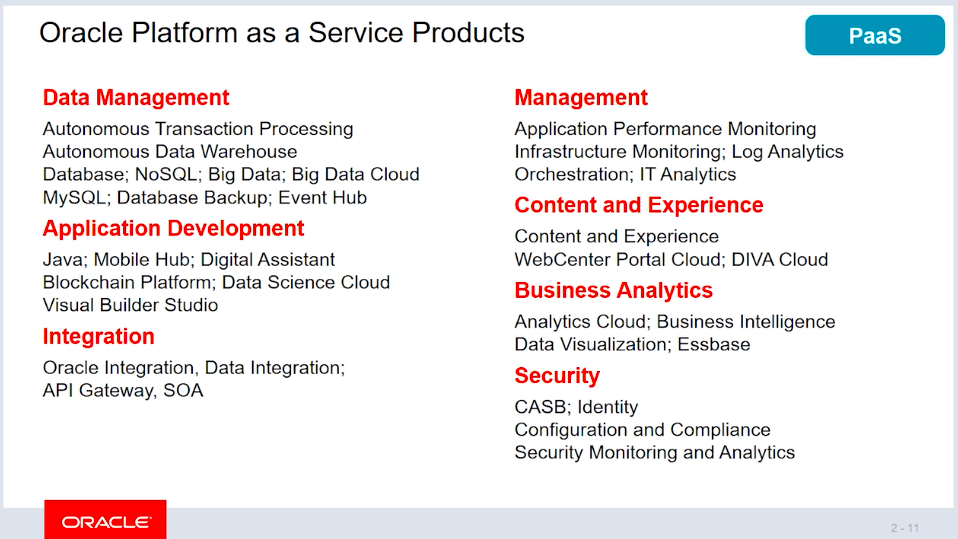 Oracle Platform as a Service Products
PaaS
Data Management
Autonomous Transaction Processing
Autonomous Data Warehouse
Database; NoSQL; Big Data; Big Data Cloud
MySQL; Database Backup; Event Hub
Application Development
Java; Mobile Hub; Digital Assistant
Blockchain Platform; Data Science Cloud
Visual Builder Studio
Integration
Oracle Integration, Data Integration;
API Gateway, SOA
Management
Application Performance Monitoring
Infrastructure Monitoring; Log Analytics
Orchestration; IT Analytics
Content and Experience
Content and Experience
WebCenter Portal Cloud; DIVA Cloud
Business Analytics
Analytics Cloud; Business Intelligence
Data Visualization; Essbase
Security
CASB; Identity
Configuration and Compliance
Security Monitoring and Analytics
ORACLE
2 - 11